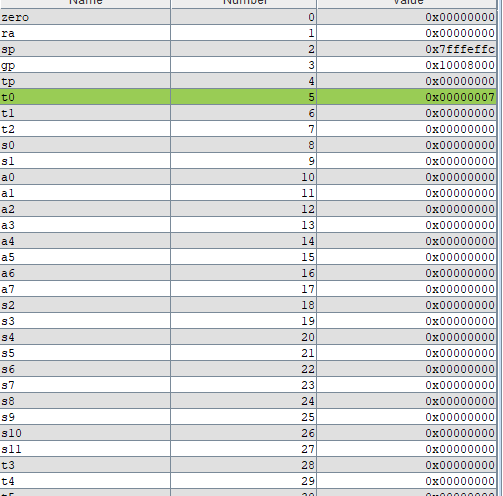 Name Number Value
zero 0 0x00000000
ra 1 0x00000000
sp 2 0x7fffeffc
gp 3 0x10008000
tp 4 0x00000000
t0 5 0x00000007
t1 6 0x00000000
t2 7 0x00000000
s0 8 0x00000000
s1 9 0x00000000
a0 10 0x00000000
a1 11 0x00000000
a2 12 0x00000000
a3 13 0x00000000
a4 14 0x00000000
a5 15 0x00000000
a6 16 0x00000000
a7 17 0x00000000
s2 18 0x00000000
s3 19 0x00000000
s4 20 0x00000000
s5 21 0x00000000
s6 22 0x00000000
s7 23 0x00000000
s8 24 0x00000000
s9 25 0x00000000
s10 26 0x00000000
s11 27 0x00000000
t3 28 0x00000000
t4 29 0x00000000